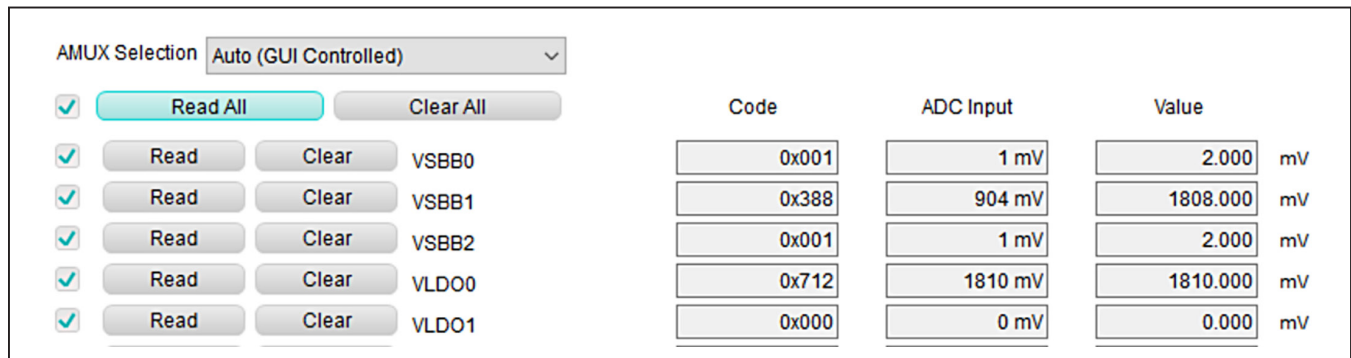 AMUX Selection Auto (GUI Controlled)
Read All Clear All Code ADC Input Value
Read Clear VSBB0 0x001 1 mV 2.000 mV
Read Clear VSBB1 0x388 904 mV 1808.000 mV
Read Clear VSBB2 0x001 1 mV 2.000 mV
Read Clear VLDO0 0x712 1810 mV 1810.000 mV
Read Clear VLDO1 0x000 0 mV 0.000 mV